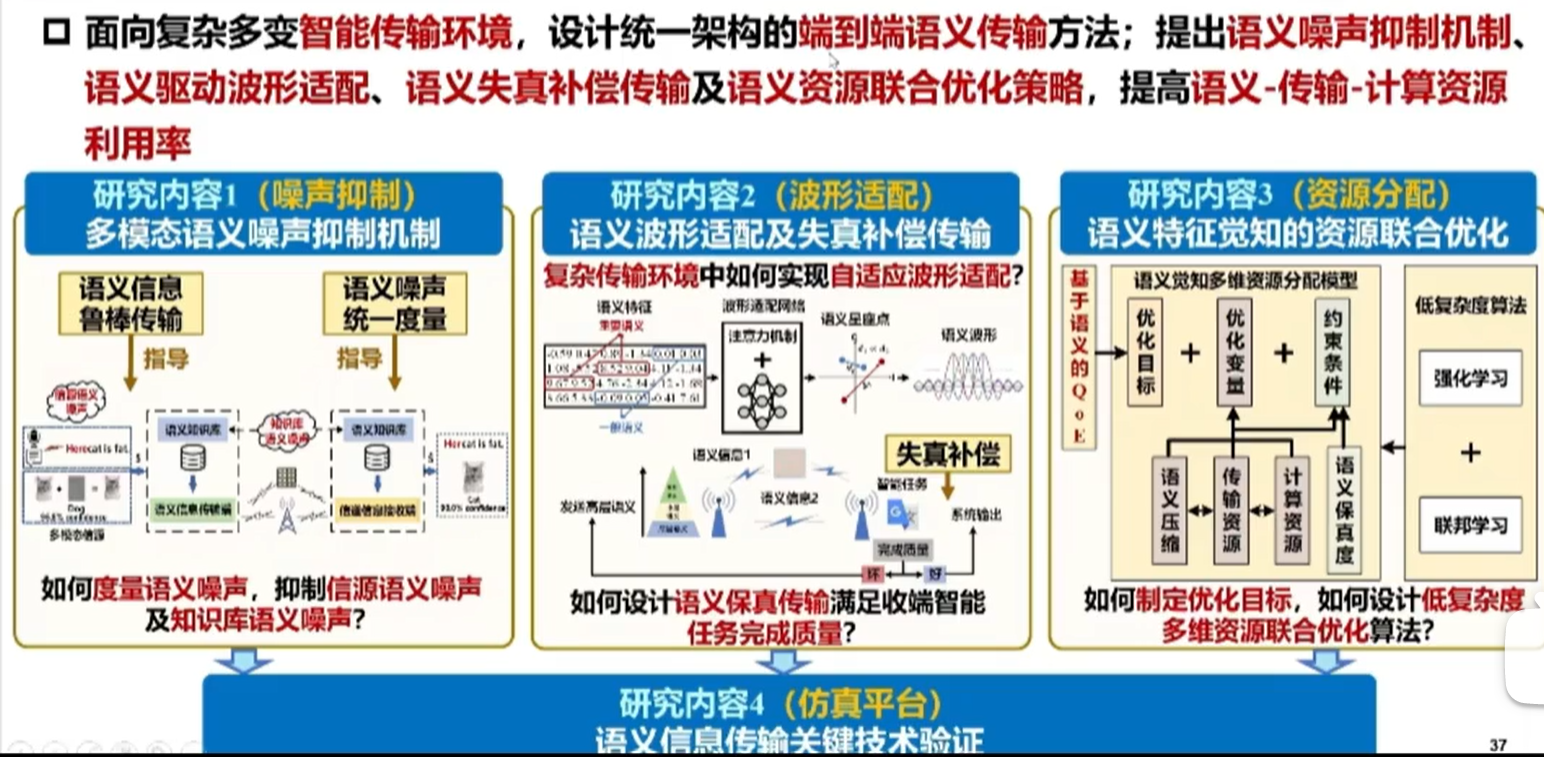 面向复杂多变智能传输环境，设计统一架构的端到端语义传输方法；提出语义噪声抑制机制、
语义驱动波形适配、语义失真补偿传输及语义资源联合优化策略，提高语义-传输-计算资源
利用率
研究内容1（噪声抑制）
多模态语义噪声抑制机制
语义信息
鲁棒传输
语义噪声
统一度量
指导
指导
信源语义
噪声
语义知识库
知识库
语义噪声
语义知识库
Herecat is fat.
Hercat is fat.
S
Ŝ
Dog
Cat
语义信息传输端
信道信息接收端
多模态信源
如何度量语义噪声，抑制信源语义噪声
及知识库语义噪声？
研究内容2（波形适配）
语义波形适配及失真补偿传输
复杂传输环境中如何实现自适应波形适配？
语义特征
重要语义
一般语义
波形适配网络
注意力机制
+
语义星座点
语义波形
失真补偿
语义信息1
语义信息2
智能任务
发送高层语义
系统输出
完成质量
坏
好
如何设计语义保真传输满足收端智能
任务完成质量？
研究内容3（资源分配）
语义特征觉知的资源联合优化
基于语义的QoE
语义觉知多维资源分配模型
优化目标
+
优化变量
+
约束条件
语义压缩
传输资源
计算资源
语义保真度
低复杂度算法
强化学习
+
联邦学习
如何制定优化目标，如何设计低复杂度
多维资源联合优化算法？
研究内容4（仿真平台）
语义信息传输关键技术验证
37